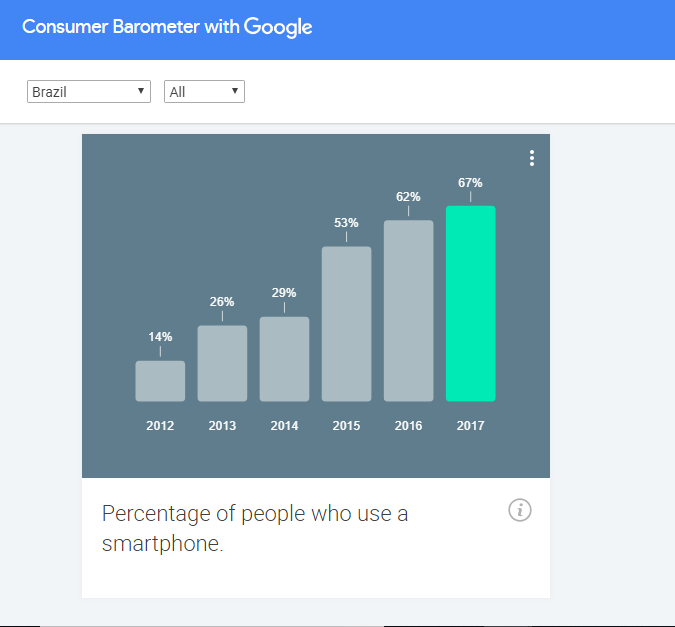 Consumer Barometer with Google
Brazil All
67%
62%
53%
29%
26%
14%
2012 2013 2014 2015 2016 2017
Percentage of people who use a
smartphone.
i